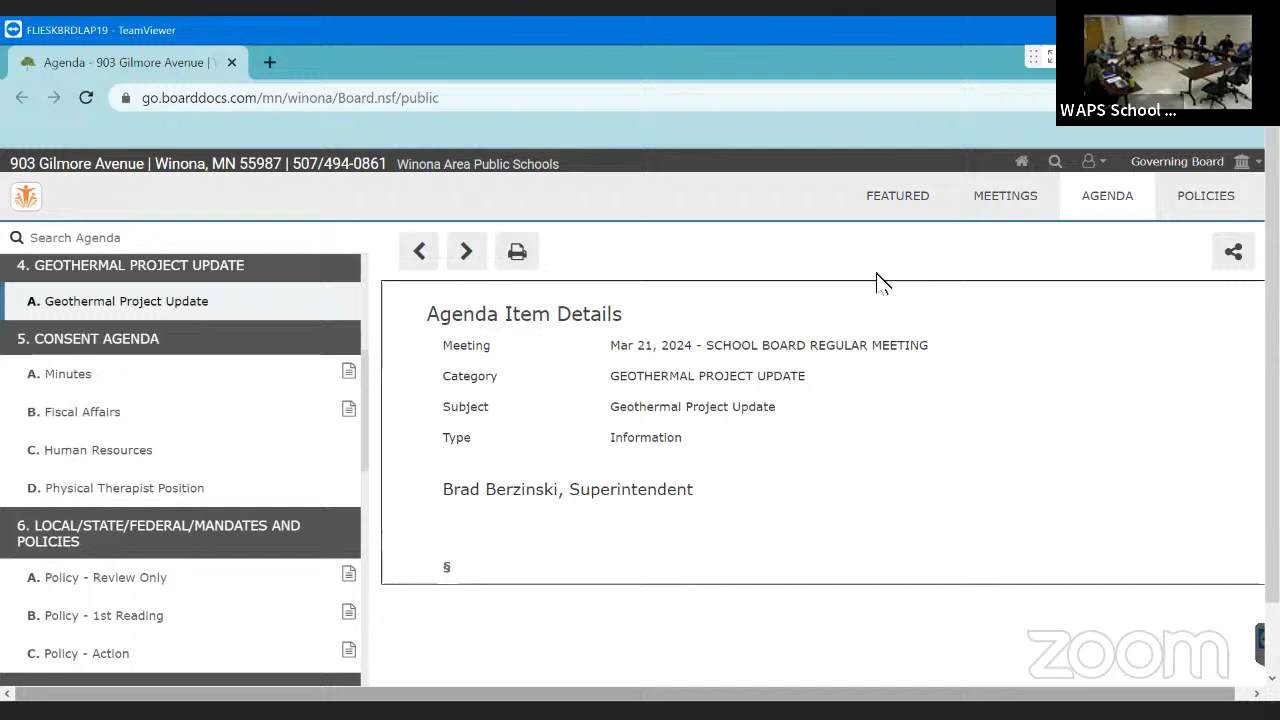 FLIESKBRDLAP19 - TeamViewer
Agenda - 903 Gilmore Avenue |
go.boarddocs.com/mn/winona/Board.nsf/public
WAPS School ...
903 Gilmore Avenue | Winona, MN 55987 | 507/494-0861 Winona Area Public Schools
Governing Board
FEATURED MEETINGS AGENDA POLICIES
Search Agenda
4. GEOTHERMAL PROJECT UPDATE
A. Geothermal Project Update
5. CONSENT AGENDA
A. Minutes
B. Fiscal Affairs
C. Human Resources
D. Physical Therapist Position
6. LOCAL/STATE/FEDERAL/MANDATES AND
POLICIES
A. Policy - Review Only
B. Policy - 1st Reading
C. Policy - Action
Agenda Item Details
Meeting Mar 21, 2024 - SCHOOL BOARD REGULAR MEETING
Category GEOTHERMAL PROJECT UPDATE
Subject Geothermal Project Update
Type Information
Brad Berzinski, Superintendent
§
zoom